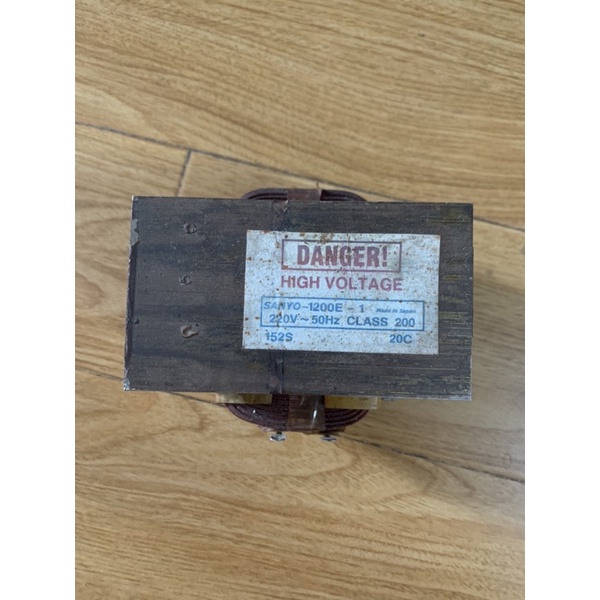 DANGER!
HIGH VOLTAGE
SANYO-1200E-1 Made in Japan
220V~50Hz CLASS 200
152S 20C